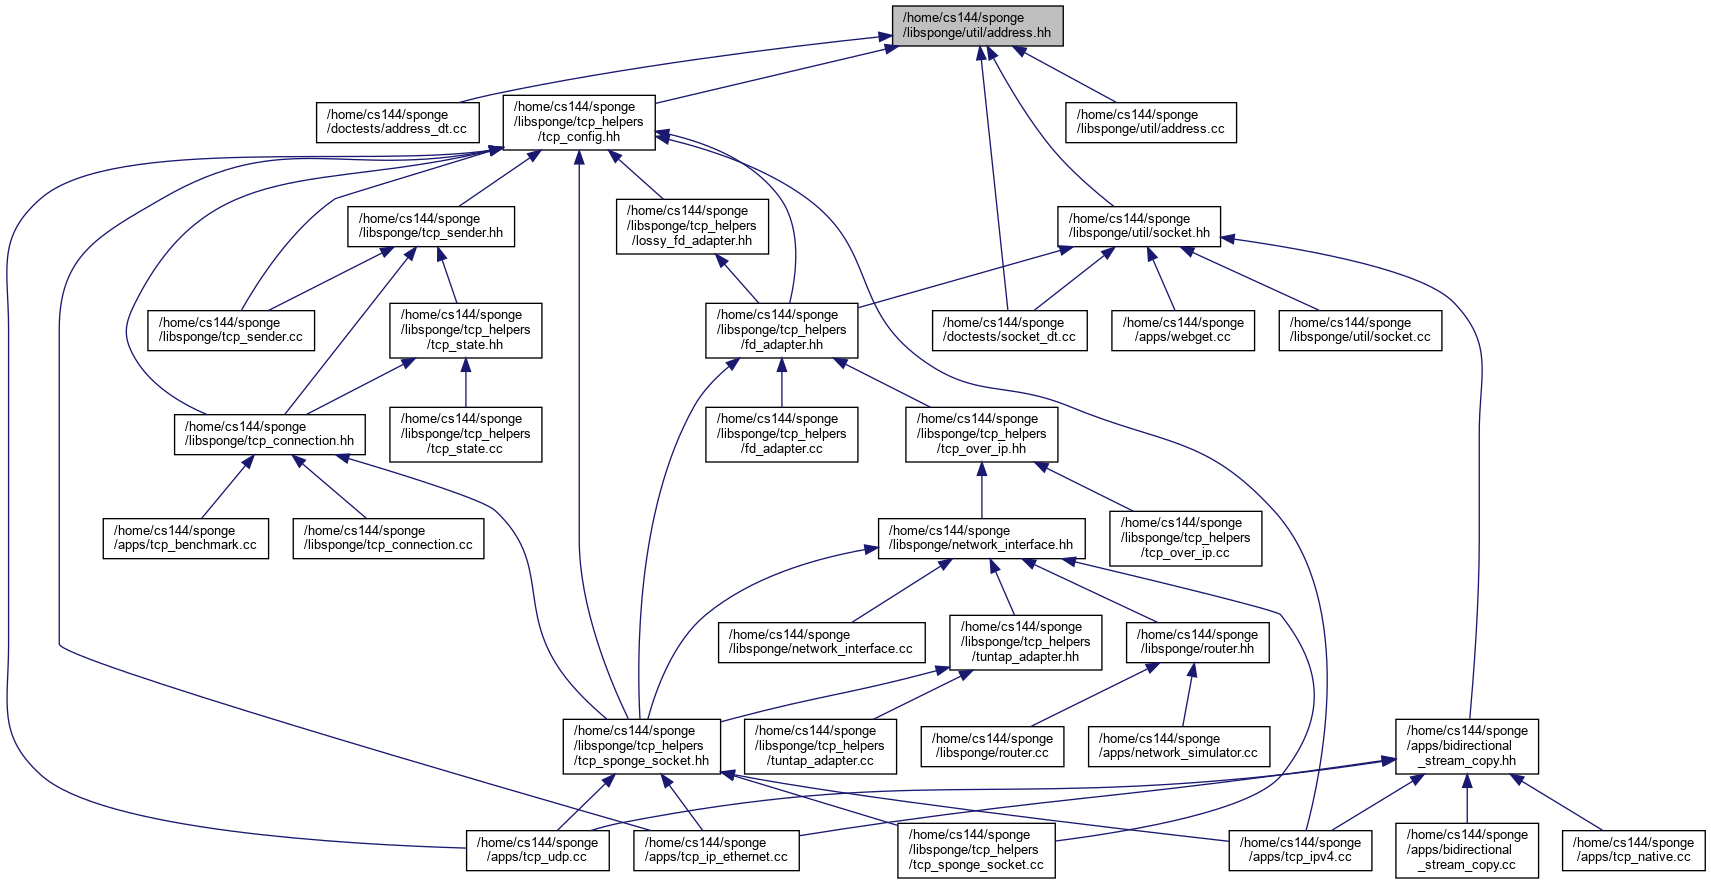 /home/cs144/sponge
/libsponge/util/address.hh
/home/cs144/sponge
/doctests/address_dt.cc
/home/cs144/sponge
/libsponge/tcp_helpers
/tcp_config.hh
/home/cs144/sponge
/libsponge/util/address.cc
/home/cs144/sponge
/libsponge/tcp_sender.hh
/home/cs144/sponge
/libsponge/tcp_helpers
/lossy_fd_adapter.hh
/home/cs144/sponge
/libsponge/util/socket.hh
/home/cs144/sponge
/libsponge/tcp_sender.cc
/home/cs144/sponge
/libsponge/tcp_helpers
/tcp_state.hh
/home/cs144/sponge
/libsponge/tcp_helpers
/fd_adapter.hh
/home/cs144/sponge
/doctests/socket_dt.cc
/home/cs144/sponge
/apps/webget.cc
/home/cs144/sponge
/libsponge/util/socket.cc
/home/cs144/sponge
/libsponge/tcp_connection.hh
/home/cs144/sponge
/libsponge/tcp_helpers
/tcp_state.cc
/home/cs144/sponge
/libsponge/tcp_helpers
/fd_adapter.cc
/home/cs144/sponge
/libsponge/tcp_helpers
/tcp_over_ip.hh
/home/cs144/sponge
/apps/tcp_benchmark.cc
/home/cs144/sponge
/libsponge/tcp_connection.cc
/home/cs144/sponge
/libsponge/network_interface.hh
/home/cs144/sponge
/libsponge/tcp_helpers
/tcp_over_ip.cc
/home/cs144/sponge
/libsponge/network_interface.cc
/home/cs144/sponge
/libsponge/tcp_helpers
/tuntap_adapter.hh
/home/cs144/sponge
/libsponge/router.hh
/home/cs144/sponge
/libsponge/tcp_helpers
/tcp_sponge_socket.hh
/home/cs144/sponge
/libsponge/tcp_helpers
/tuntap_adapter.cc
/home/cs144/sponge
/libsponge/router.cc
/home/cs144/sponge
/apps/network_simulator.cc
/home/cs144/sponge
/apps/bidirectional
_stream_copy.hh
/home/cs144/sponge
/apps/tcp_udp.cc
/home/cs144/sponge
/apps/tcp_ip_ethernet.cc
/home/cs144/sponge
/libsponge/tcp_helpers
/tcp_sponge_socket.cc
/home/cs144/sponge
/apps/tcp_ipv4.cc
/home/cs144/sponge
/apps/bidirectional
_stream_copy.cc
/home/cs144/sponge
/apps/tcp_native.cc